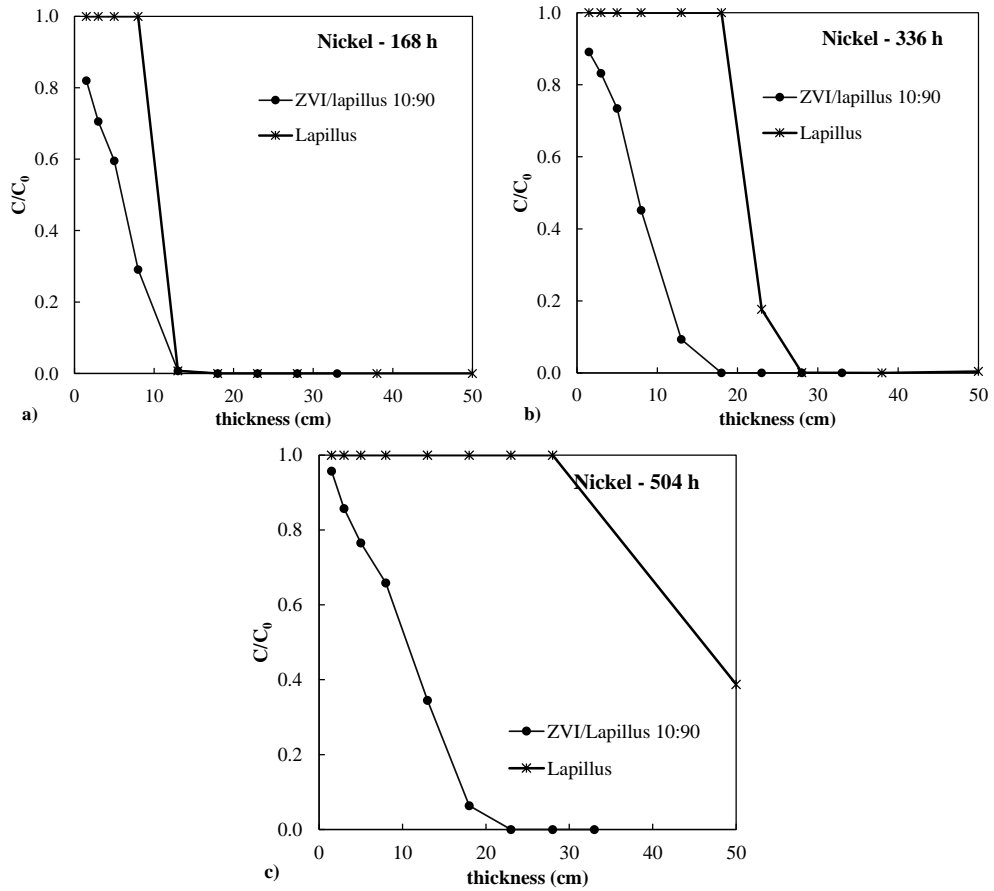 Nickel - 168 h
ZVI/lapillus 10:90
Lapillus
C/C0
1.0
0.8
0.6
0.4
0.2
0.0
0 10 20 30 40 50
thickness (cm)
a)
Nickel - 336 h
ZVI/lapillus 10:90
Lapillus
C/C0
1.0
0.8
0.6
0.4
0.2
0.0
0 10 20 30 40 50
thickness (cm)
b)
Nickel - 504 h
ZVI/Lapillus 10:90
Lapillus
C/C0
1.0
0.8
0.6
0.4
0.2
0.0
0 10 20 30 40 50
thickness (cm)
c)